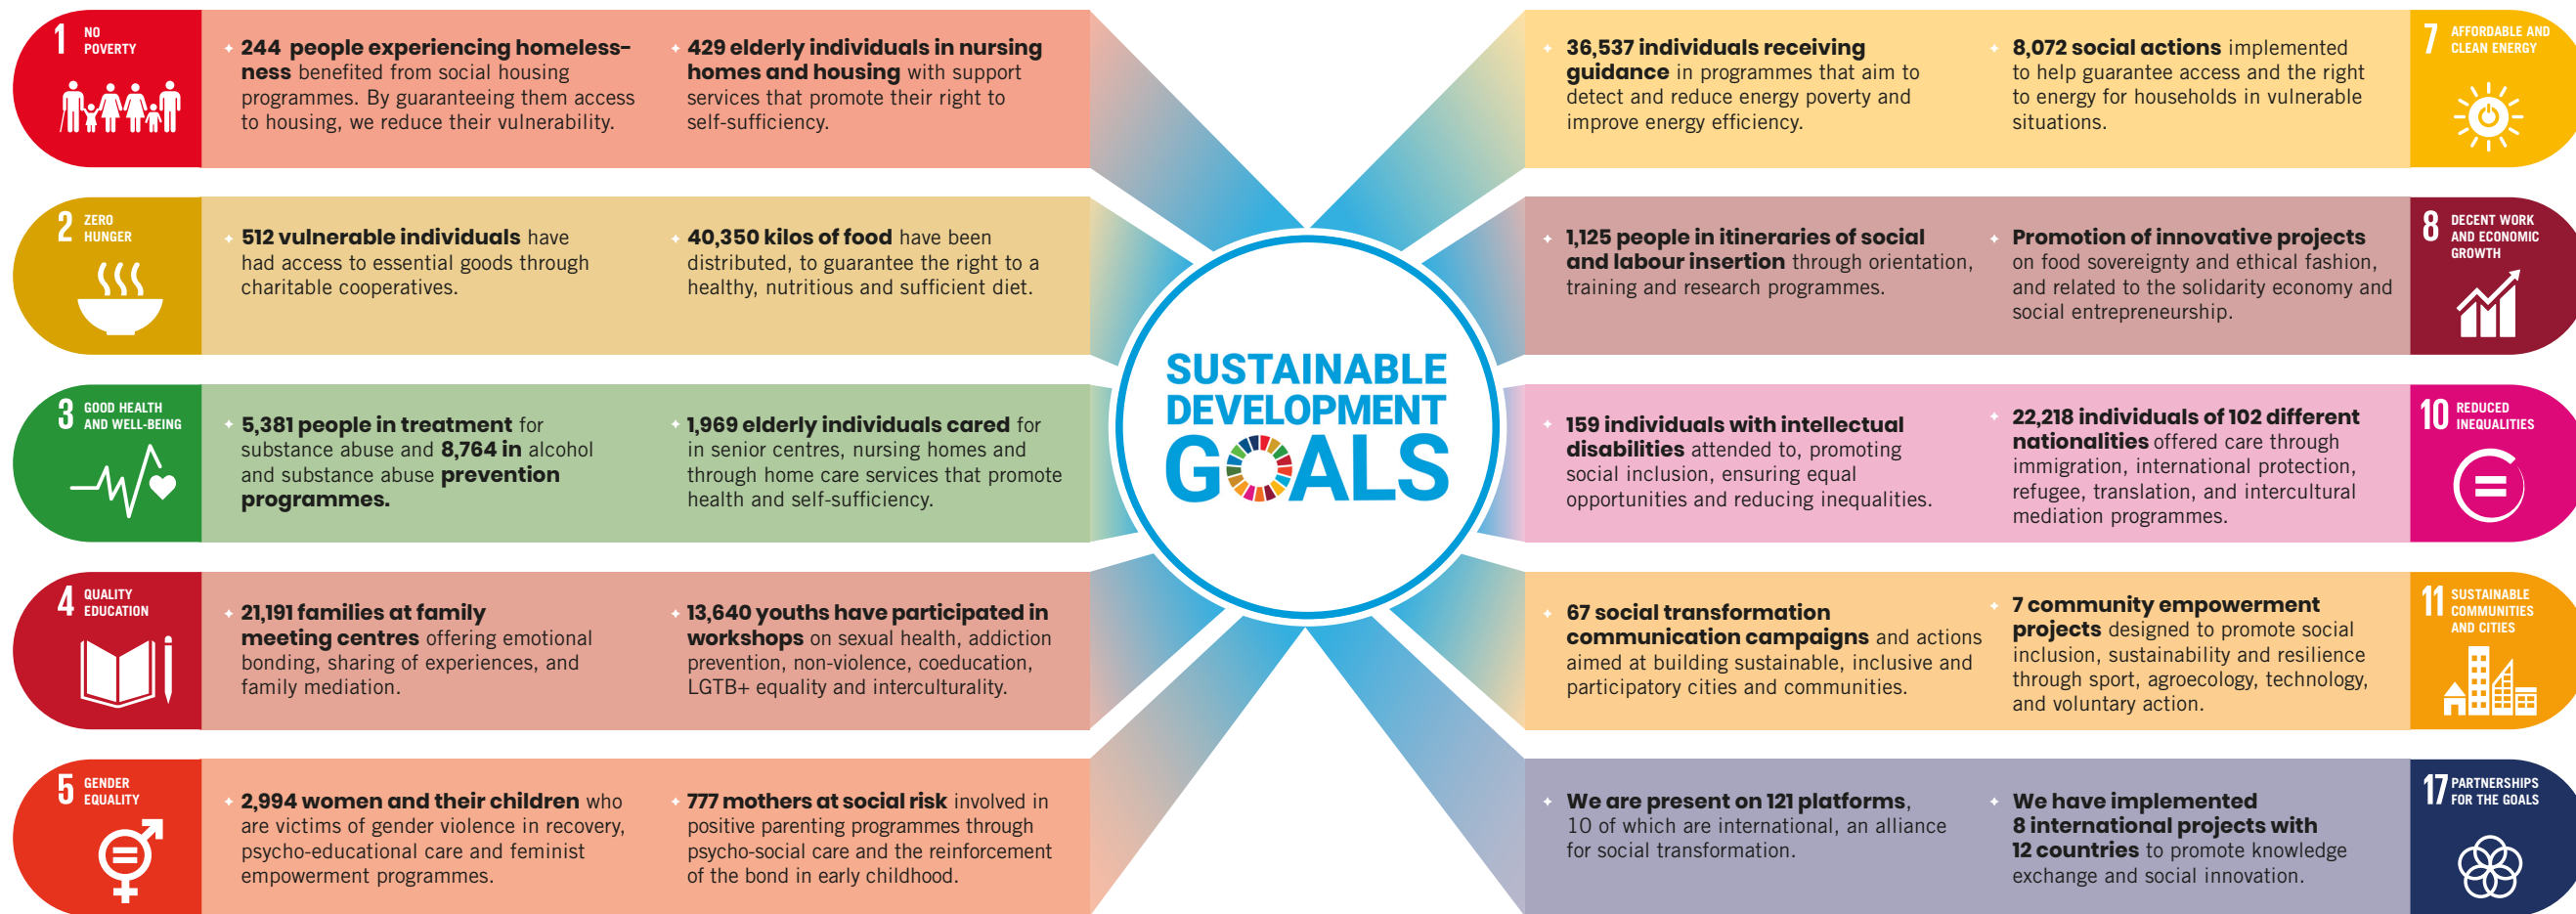 1 NO
POVERTY
244 people experiencing homeless-
ness benefited from social housing
programmes. By guaranteeing them access
to housing, we reduce their vulnerability.
429 elderly individuals in nursing
homes and housing with support
services that promote their right to
self-sufficiency.
2 ZERO
HUNGER
512 vulnerable individuals have
had access to essential goods through
charitable cooperatives.
40,350 kilos of food have been
distributed, to guarantee the right to a
healthy, nutritious and sufficient diet.
3 GOOD HEALTH
AND WELL-BEING
5,381 people in treatment for
substance abuse and 8,764 in alcohol
and substance abuse prevention
programmes.
1,969 elderly individuals cared for
in senior centres, nursing homes and
through home care services that promote
health and self-sufficiency.
4 QUALITY
EDUCATION
21,191 families at family
meeting centres offering emotional
bonding, sharing of experiences, and
family mediation.
13,640 youths have participated in
workshops on sexual health, addiction
prevention, non-violence, coeducation,
LGTB+ equality and interculturality.
5 GENDER
EQUALITY
2,994 women and their children who
are victims of gender violence in recovery,
psycho-educational care and feminist
empowerment programmes.
777 mothers at social risk involved in
positive parenting programmes through
psycho-social care and the reinforcement
of the bond in early childhood.
SUSTAINABLE
DEVELOPMENT
GOALS
36,537 individuals receiving
guidance in programmes that aim to
detect and reduce energy poverty and
improve energy efficiency.
8,072 social actions implemented
to help guarantee access and the right
to energy for households in vulnerable
situations.
7 AFFORDABLE AND
CLEAN ENERGY
1,125 people in itineraries of social
and labour insertion through orientation,
training and research programmes.
Promotion of innovative projects
on food sovereignty and ethical fashion,
and related to the solidarity economy and
social entrepreneurship.
8 DECENT WORK
AND ECONOMIC
GROWTH
159 individuals with intellectual
disabilities attended to, promoting
social inclusion, ensuring equal
opportunities and reducing inequalities.
22,218 individuals of 102 different
nationalities offered care through
immigration, international protection,
refugee, translation, and intercultural
mediation programmes.
10 REDUCED
INEQUALITIES
67 social transformation
communication campaigns and actions
aimed at building sustainable, inclusive and
participatory cities and communities.
7 community empowerment
projects designed to promote social
inclusion, sustainability and resilience
through sport, agroecology, technology,
and voluntary action.
11 SUSTAINABLE
COMMUNITIES
AND CITIES
We are present on 121 platforms,
10 of which are international, an alliance
for social transformation.
We have implemented
8 international projects with
12 countries to promote knowledge
exchange and social innovation.
17 PARTNERSHIPS
FOR THE GOALS